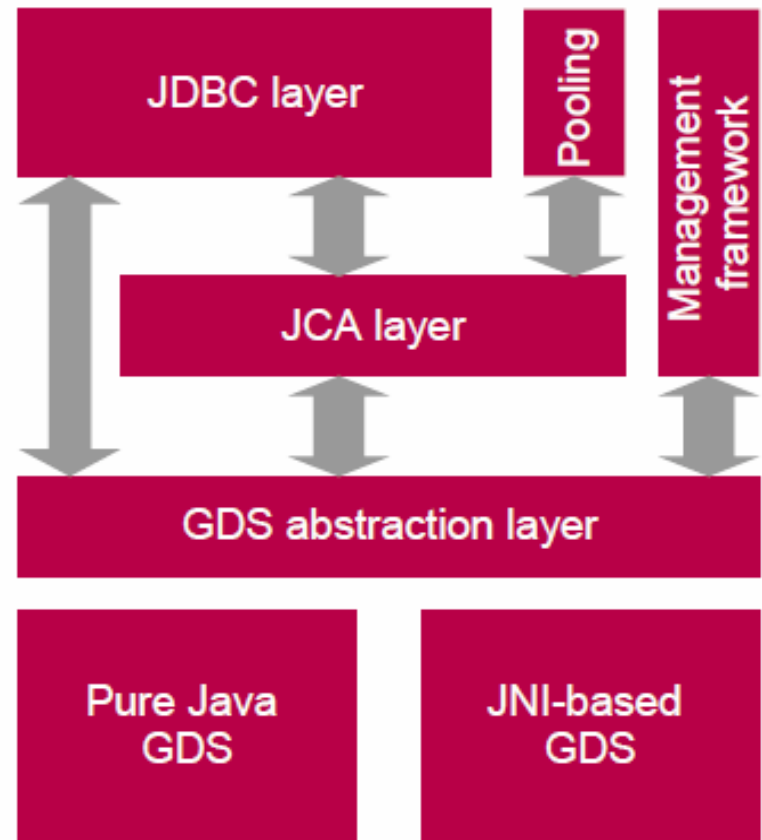 JDBC layer
Pooling
Management
framework
JCA layer
GDS abstraction layer
Pure Java
GDS
JNI-based
GDS